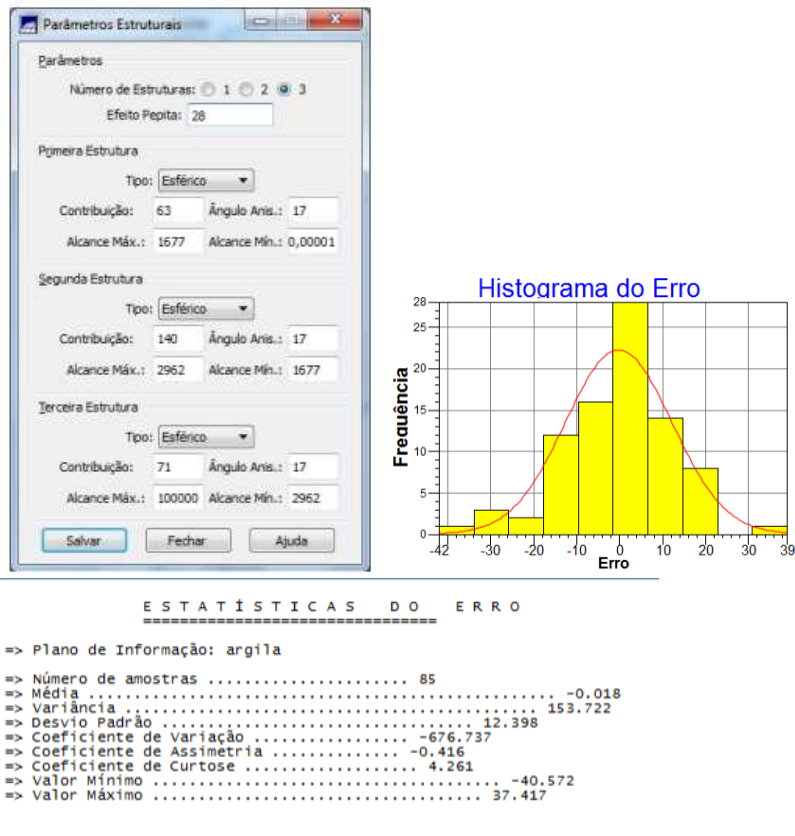 Parâmetros Estruturais
Parâmetros
Número de Estruturas: 1 2 3
Efeito Pepita: 28
Primeira Estrutura
Tipo: Esférico
Contribuição: 63 Ângulo Anis.: 17
Alcance Máx.: 1677 Alcance Mín.: 0,00001
Segunda Estrutura
Tipo: Esférico
Contribuição: 140 Ângulo Anis.: 17
Alcance Máx.: 2962 Alcance Mín.: 1677
Terceira Estrutura
Tipo: Esférico
Contribuição: 71 Ângulo Anis.: 17
Alcance Máx.: 100000 Alcance Mín.: 2962
Salvar Fechar Ajuda
Histograma do Erro
Frequência
28
25
20
15
10
5
0
-42 -30 -20 -10 0 10 20 30 39
Erro
E S T A T Í S T I C A S D O E R R O
===============================
=> Plano de Informação: argila
=> Número de amostras ....................... 85
=> Média ..................................................... -0.018
=> Variância ................................................ 153.722
=> Desvio Padrão ................................... 12.398
=> Coeficiente de Variação .................. -676.737
=> Coeficiente de Assimetria .............. -0.416
=> Coeficiente de Curtose ................... 4.261
=> Valor Mínimo ....................................... -40.572
=> Valor Máximo ..................................... 37.417